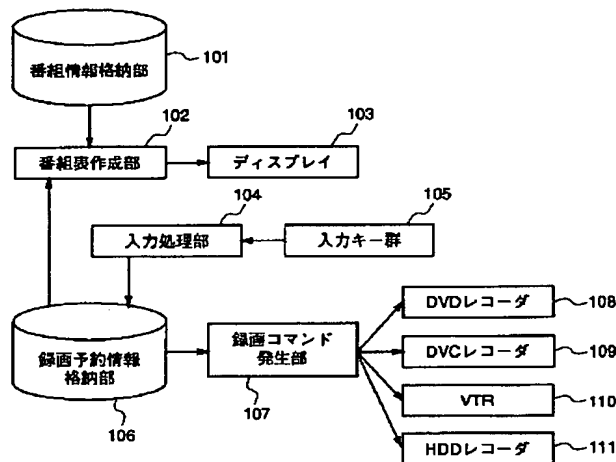 番組情報格納部
101
102
103
番組表作成部
ディスプレイ
104
105
入力処理部
入力キー群
DVDレコーダ
108
録画予約情報
格納部
録画コマンド
発生部
DVCレコーダ
109
106
107
VTR
110
HDDレコーダ
111